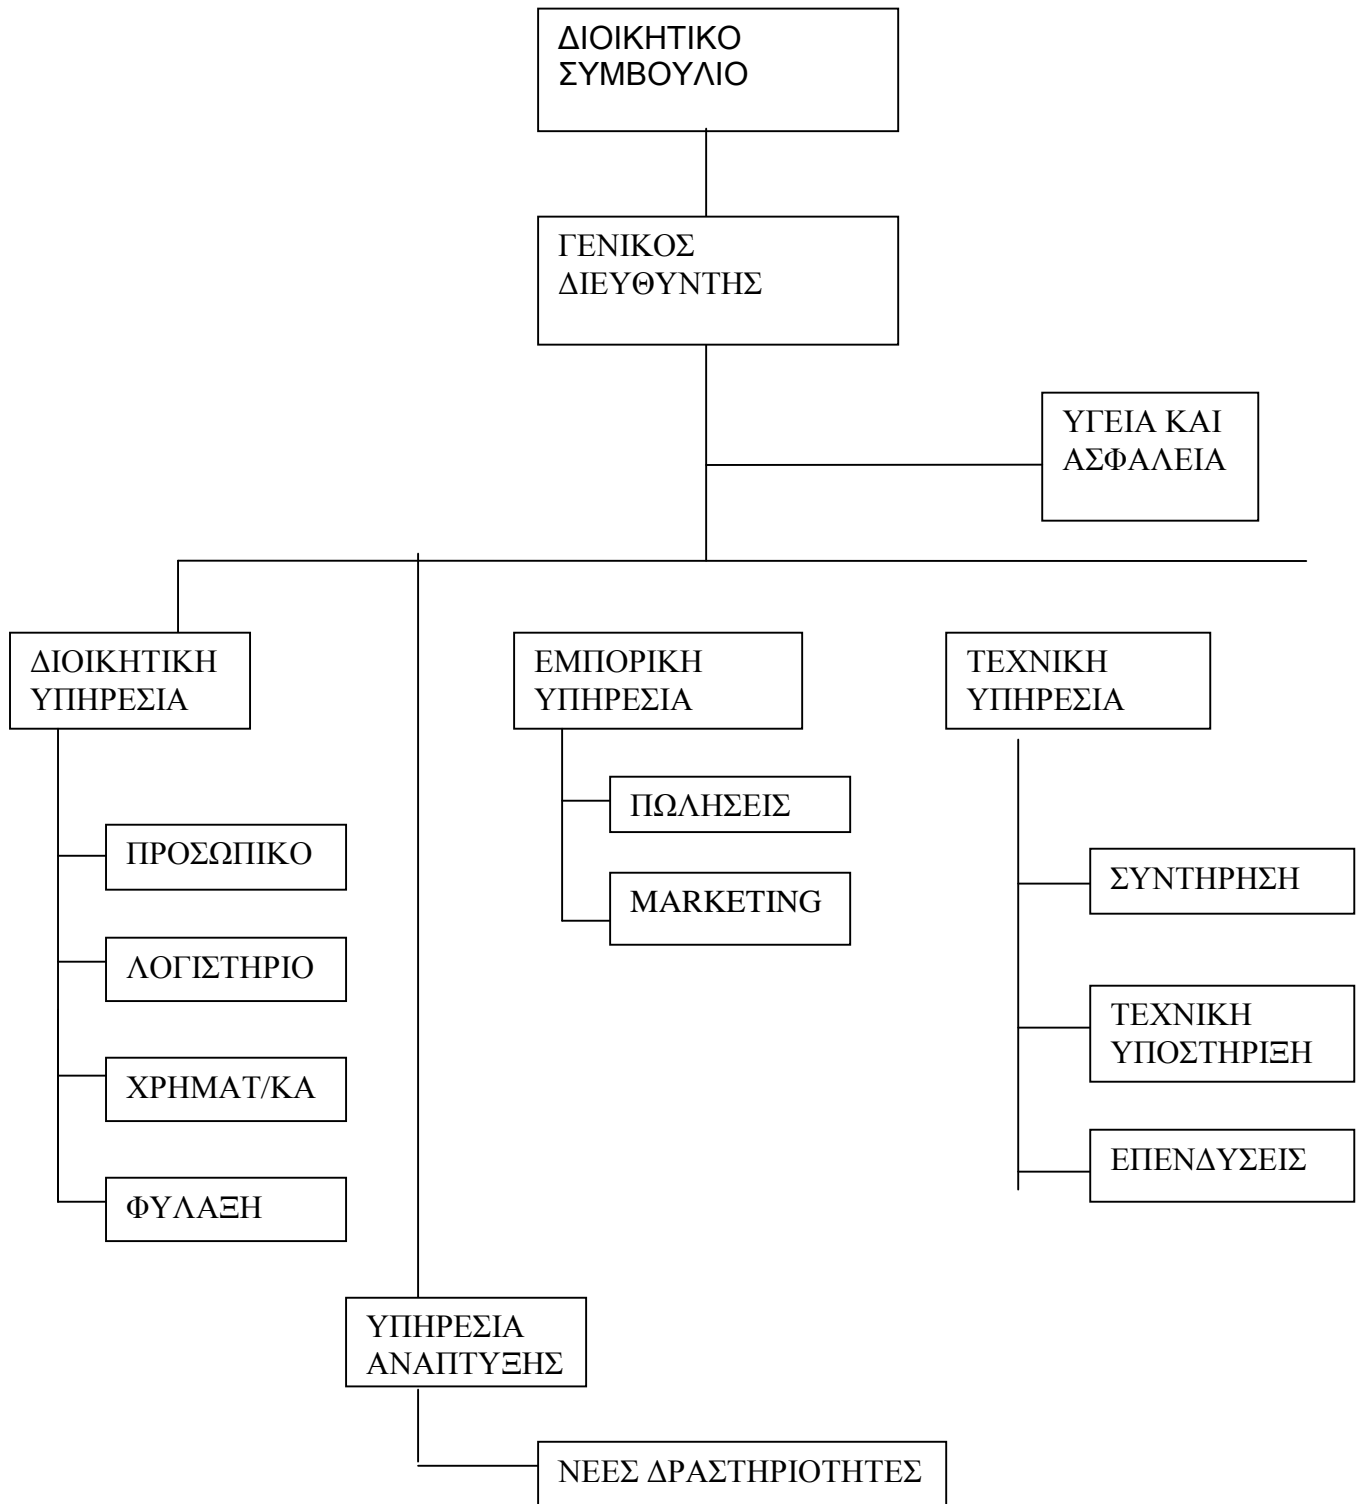 ΔΙΟΙΚΗΤΙΚΟ
ΣΥΜΒΟΥΛΙΟ
ΓΕΝΙΚΟΣ
ΔΙΕΥΘΥΝΤΗΣ
ΥΓΕΙΑ ΚΑΙ
ΑΣΦΑΛΕΙΑ
ΔΙΟΙΚΗΤΙΚΗ
ΥΠΗΡΕΣΙΑ
ΠΡΟΣΩΠΙΚΟ
ΛΟΓΙΣΤΗΡΙΟ
ΧΡΗΜΑΤ/ΚΑ
ΦΥΛΑΞΗ
ΕΜΠΟΡΙΚΗ
ΥΠΗΡΕΣΙΑ
ΠΩΛΗΣΕΙΣ
MARKETING
ΤΕΧΝΙΚΗ
ΥΠΗΡΕΣΙΑ
ΣΥΝΤΗΡΗΣΗ
ΤΕΧΝΙΚΗ
ΥΠΟΣΤΗΡΙΞΗ
ΕΠΕΝΔΥΣΕΙΣ
ΥΠΗΡΕΣΙΑ
ΑΝΑΠΤΥΞΗΣ
ΝΕΕΣ ΔΡΑΣΤΗΡΙΟΤΗΤΕΣ